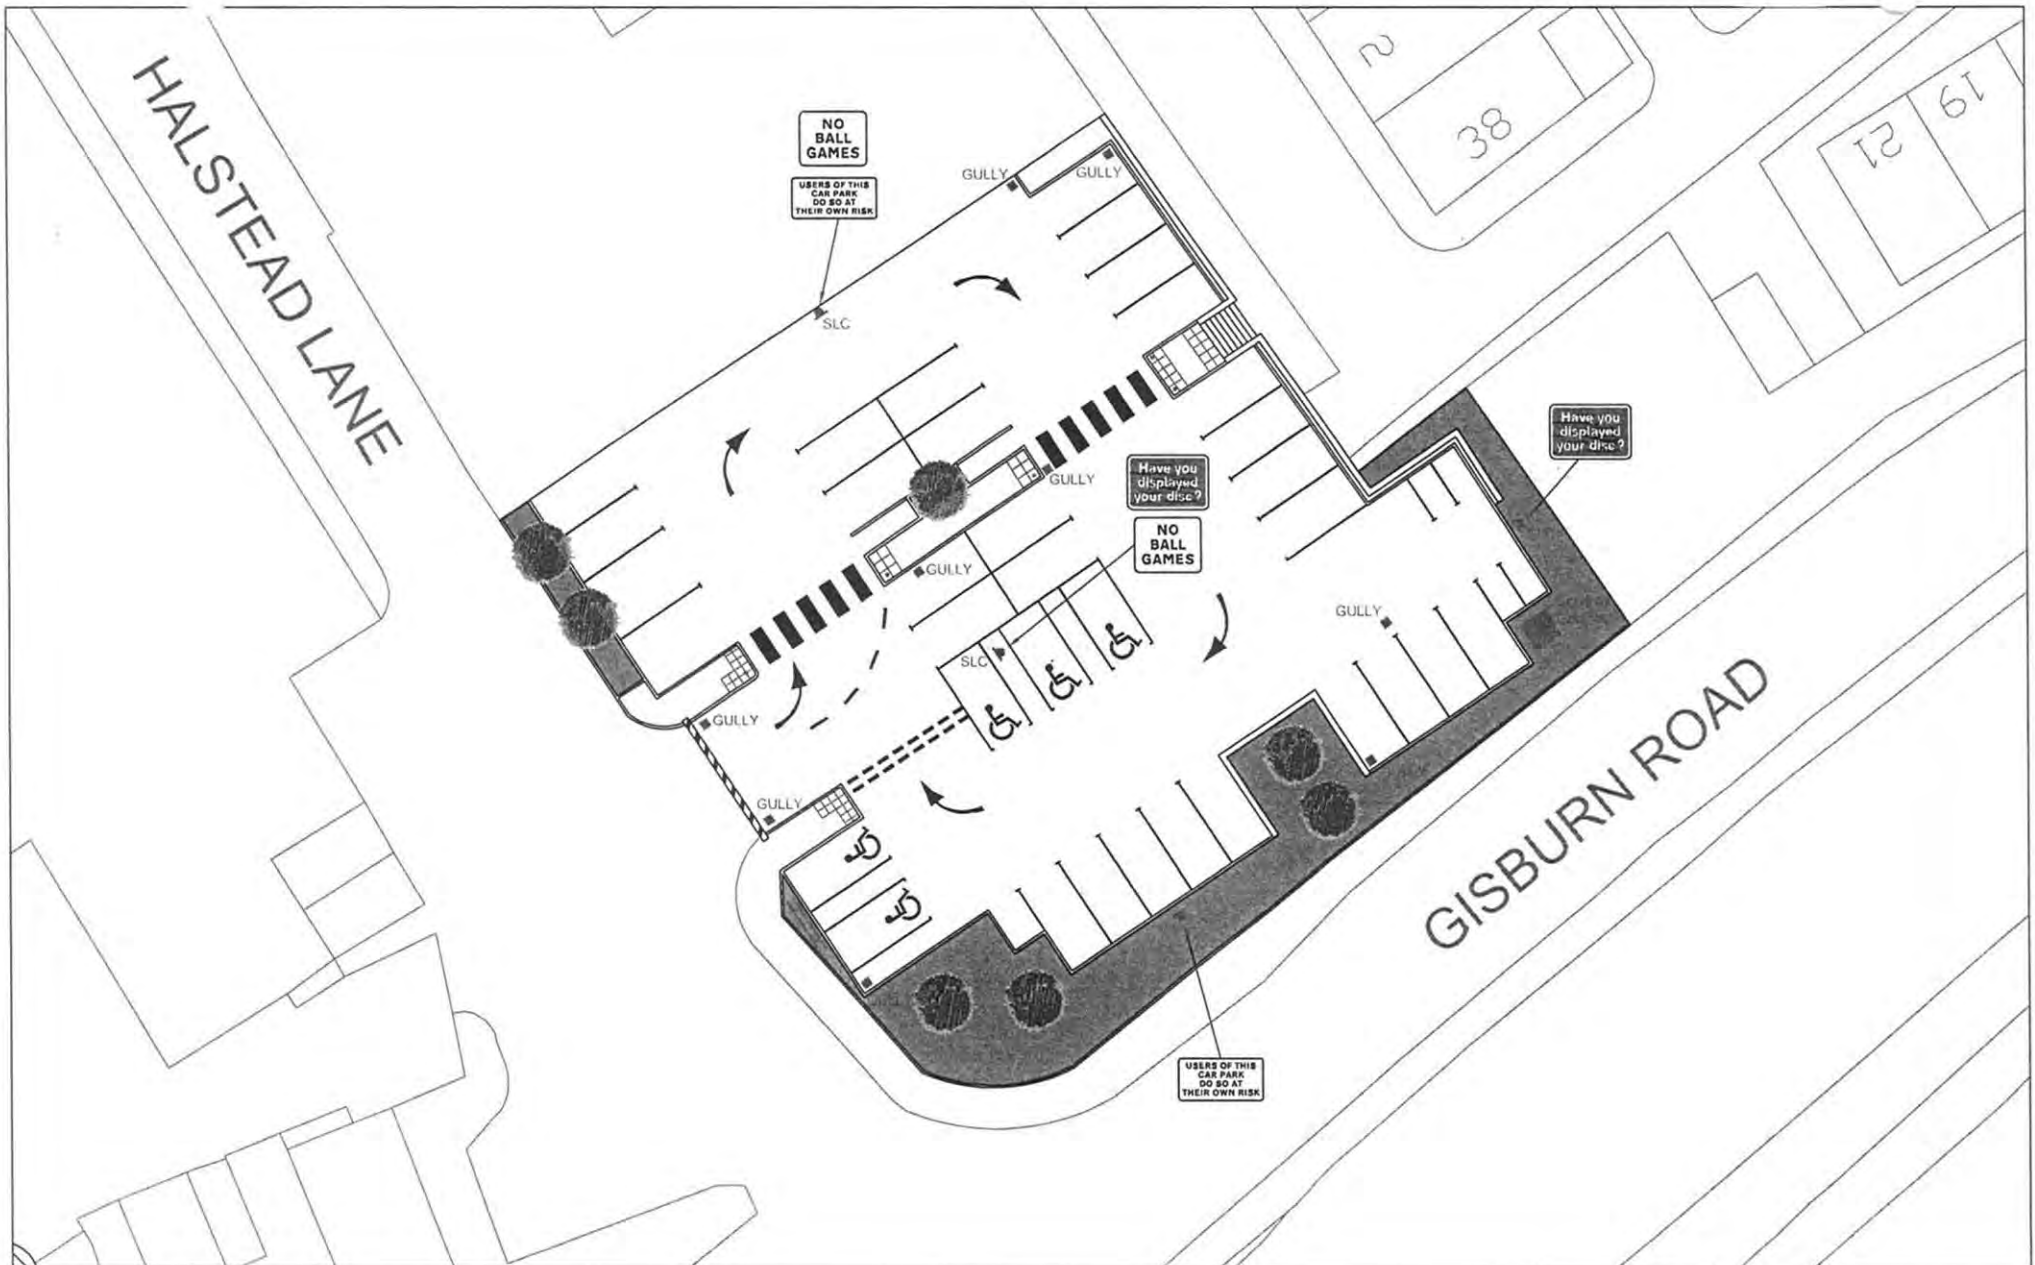 HALSTEAD LANE
2
38
19
21
NO
BALL
GAMES
USERS OF THIS
CAR PARK
DO SO AT
THEIR OWN RISK
GULLY
GULLY
SLC
Have you
displayed
your disc?
Have you
displayed
your disc?
GULLY
NO
BALL
GAMES
GULLY
GULLY
SLC
GULLY
GULLY
GISBURN ROAD
USERS OF THIS
CAR PARK
DO SO AT
THEIR OWN RISK